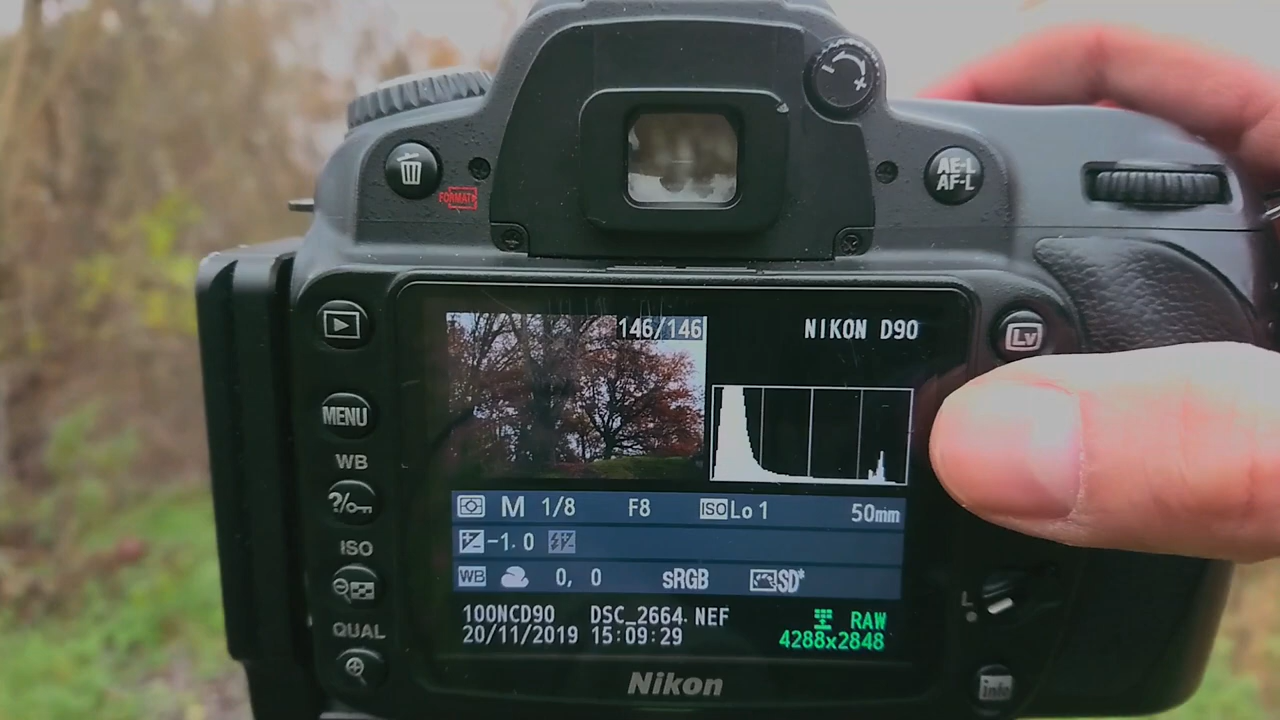 AE-L
AF-L
FORMAT
146/146
NIKON D90
Lv
MENU
WB
ISO
QUAL
M 1/8 F8 ISO Lo 1 50mm
-1.0
WB 0, 0 sRGB SD*
100NCD90 DSC_2664.NEF RAW
20/11/2019 15:09:29 4288x2848
L
Nikon
info